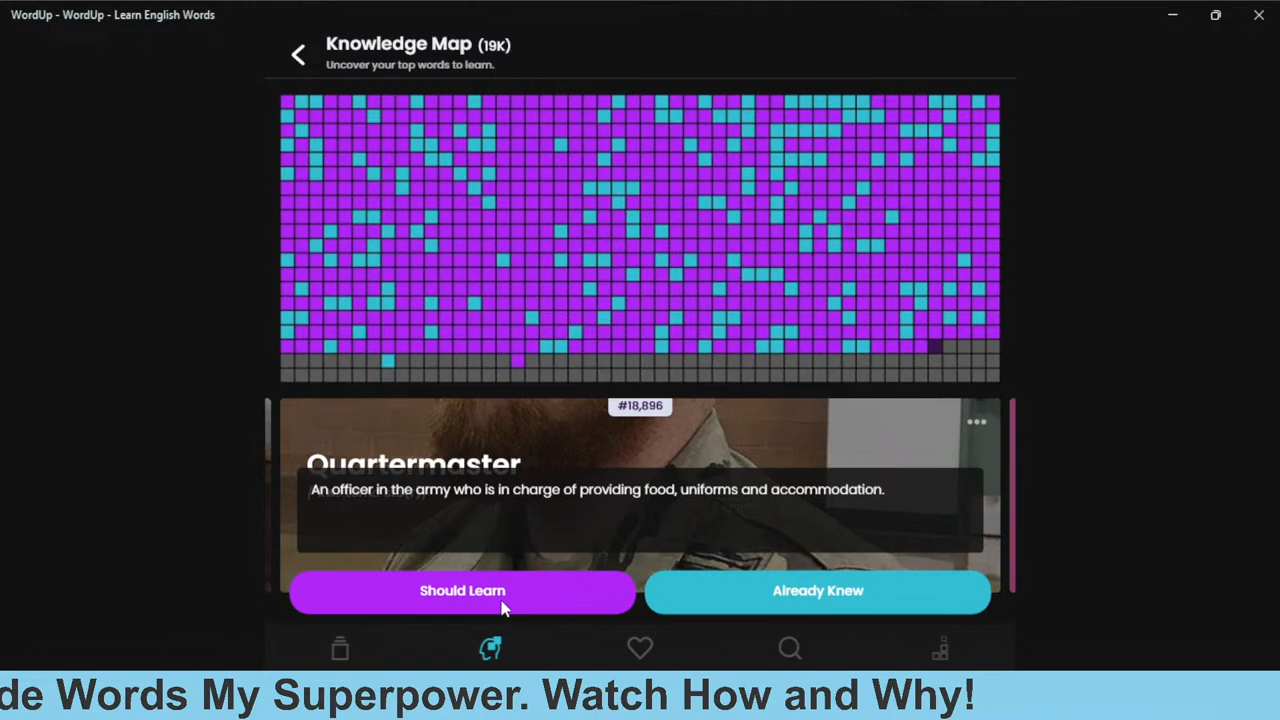 WordUp - WordUp - Learn English Words
Knowledge Map (19K)
Uncover your top words to learn.
#18,896
Quartermaster
An officer in the army who is in charge of providing food, uniforms and accommodation.
Should Learn
Already Knew
de Words My Superpower. Watch How and Why!